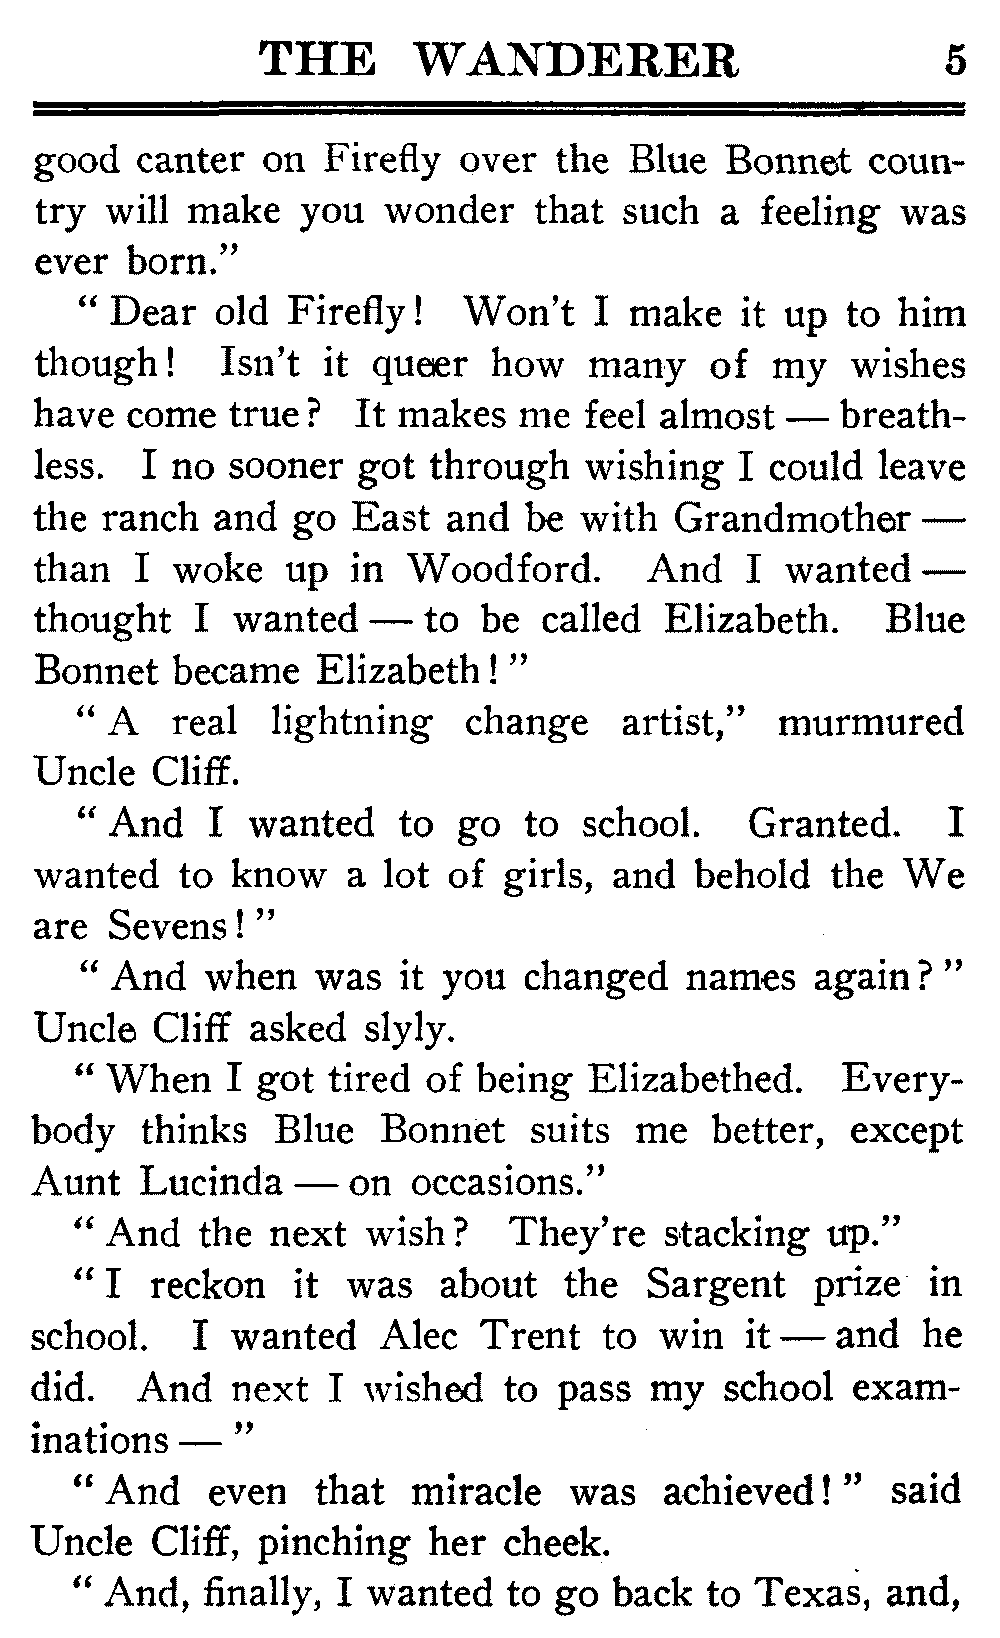 THE WANDERER 5
good canter on Firefly over the Blue Bonnet coun-
try will make you wonder that such a feeling was
ever born.”
“ Dear old Firefly! Won’t I make it up to him
though! Isn’t it queer how many of my wishes
have come true? It makes me feel almost — breath-
less. I no sooner got through wishing I could leave
the ranch and go East and be with Grandmother —
than I woke up in Woodford. And I wanted —
thought I wanted — to be called Elizabeth. Blue
Bonnet became Elizabeth! ”
“ A real lightning change artist,” murmured
Uncle Cliff.
“ And I wanted to go to school. Granted. I
wanted to know a lot of girls, and behold the We
are Sevens! ”
“ And when was it you changed names again? ”
Uncle Cliff asked slyly.
“ When I got tired of being Elizabethed. Every-
body thinks Blue Bonnet suits me better, except
Aunt Lucinda — on occasions.”
“ And the next wish? They’re stacking up.”
“ I reckon it was about the Sargent prize in
school. I wanted Alec Trent to win it — and he
did. And next I wished to pass my school exam-
inations — ”
“ And even that miracle was achieved! ” said
Uncle Cliff, pinching her cheek.
“ And, finally, I wanted to go back to Texas, and,